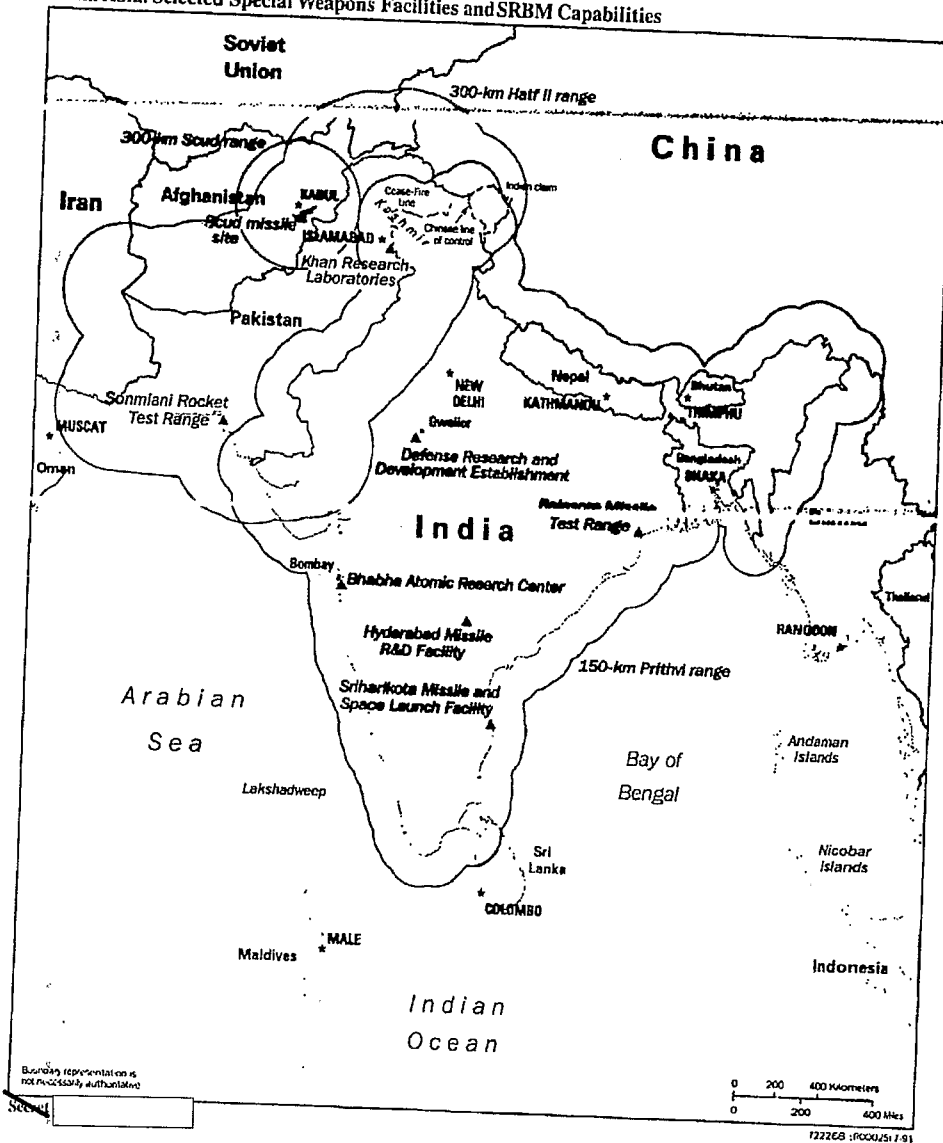 Selected Special Weapons Facilities and SRBM Capabilities
Soviet
Union
300-km Hatf II range
China
300-km Scud range
Iran
Afghanistan
KABUL
Scud missile
site
ISLAMABAD
Cease-Fire
Line
Kashmir
Indian claim
Chinese line
of control
Khan Research
Laboratories
Pakistan
Nepal
KATHMANDU
Bhutan
THIMPHU
NEW
DELHI
Sonmiani Rocket
Test Range
MUSCAT
Oman
Gwalior
Defense Research and
Development Establishment
Bangladesh
DHAKA
Test Range
India
Bombay
Bhabha Atomic Research Center
Thailand
Hyderabad Missile
R&D Facility
RANGOON
150-km Prithvi range
Sriharikota Missile and
Space Launch Facility
Arabian
Sea
Andaman
Islands
Bay of
Bengal
Lakshadweep
Nicobar
Islands
Sri
Lanka
COLOMBO
MALE
Maldives
Indonesia
Indian
Ocean
Boundary representation is
not necessarily authoritative
0 200 400 Kilometers
0 200 400 Miles
Secret